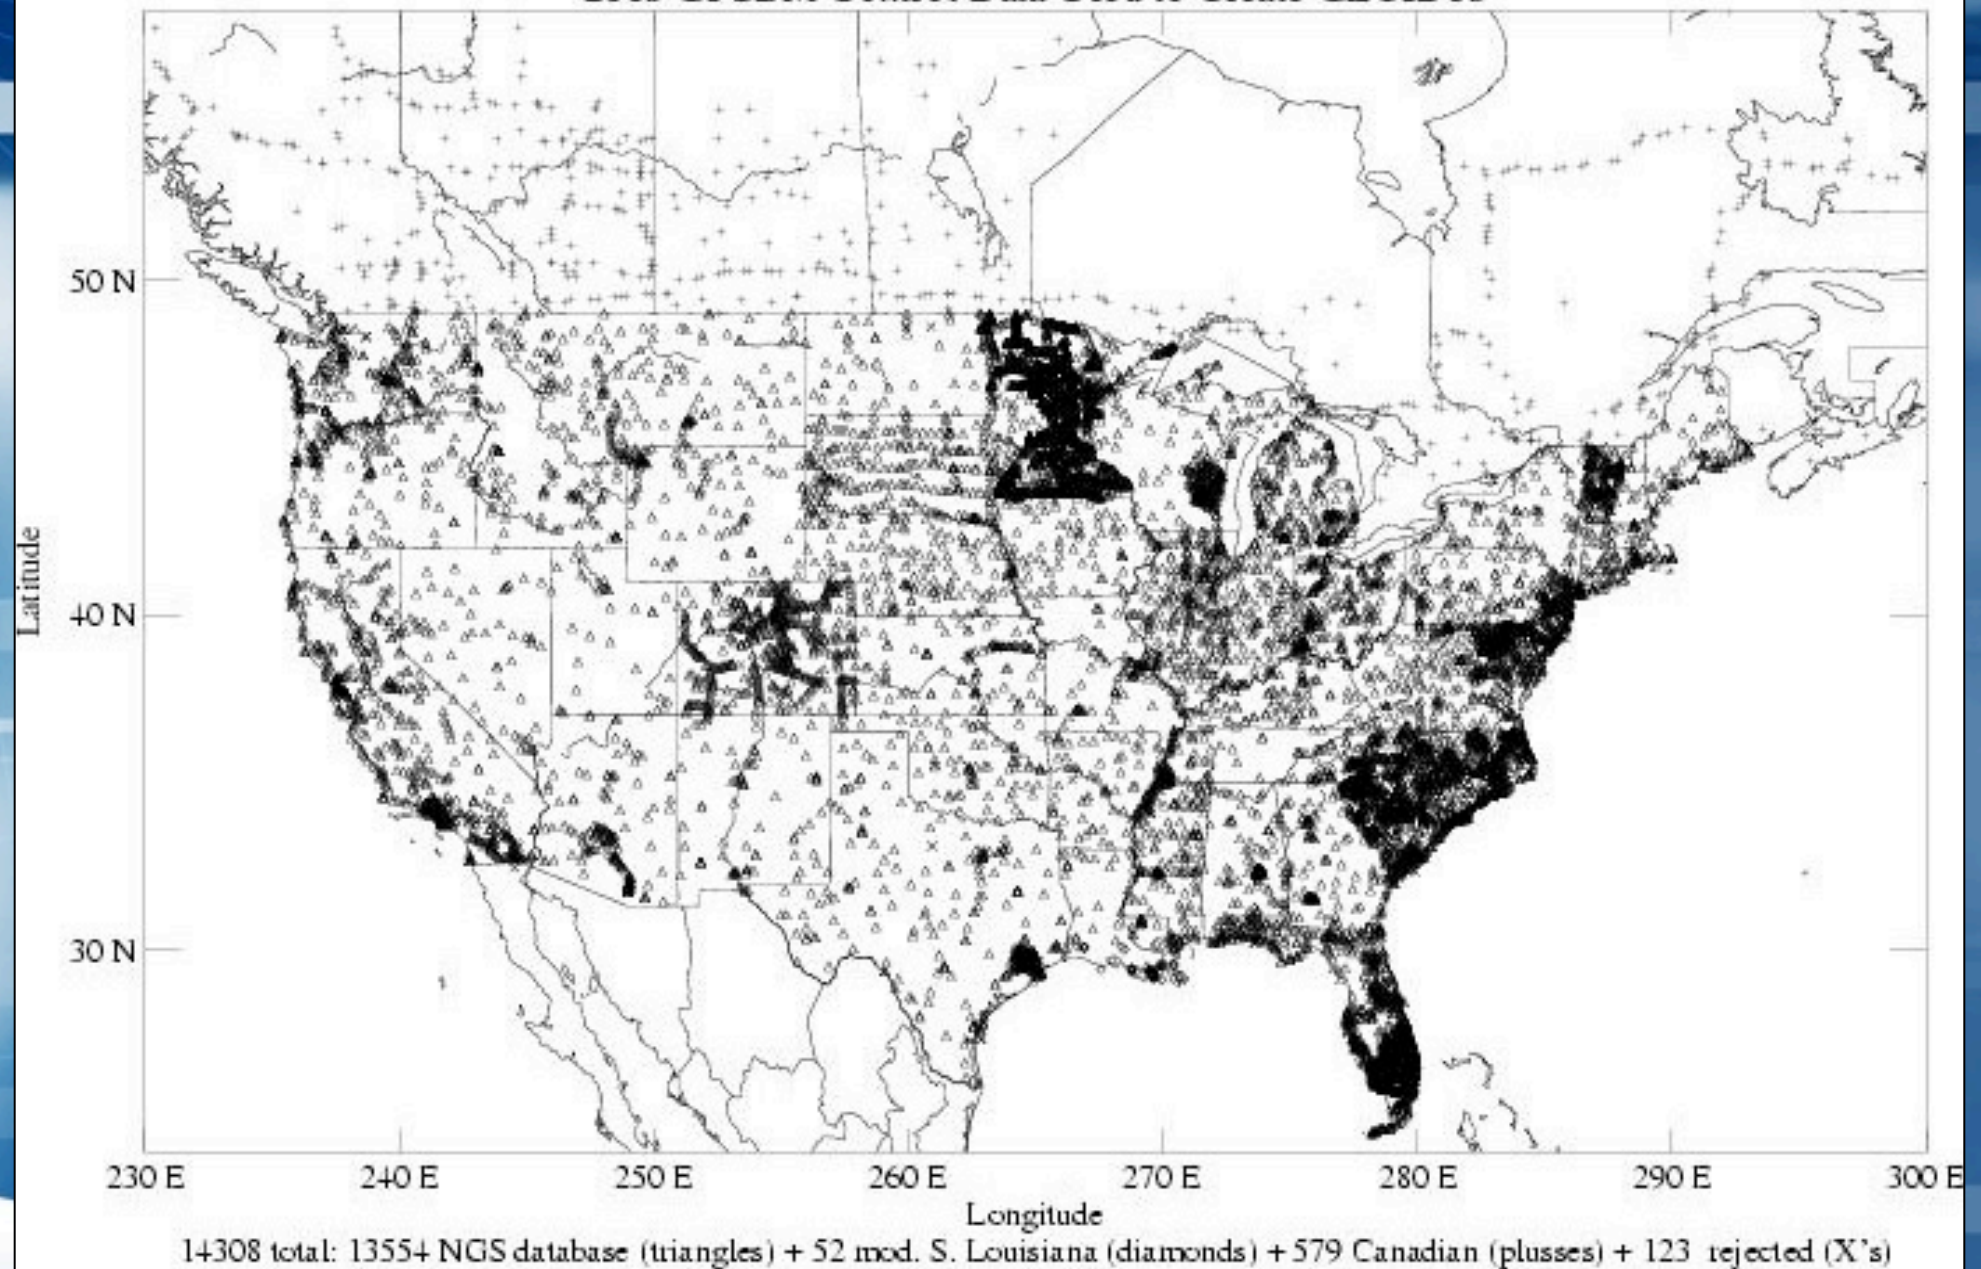 50 N
40 N
30 N
Latitude
230 E 240 E 250 E 260 E 270 E 280 E 290 E 300 E
Longitude
14308 total: 13554 NGS database (triangles) + 52 mod. S. Louisiana (diamonds) + 579 Canadian (plusses) + 123 rejected (X's)